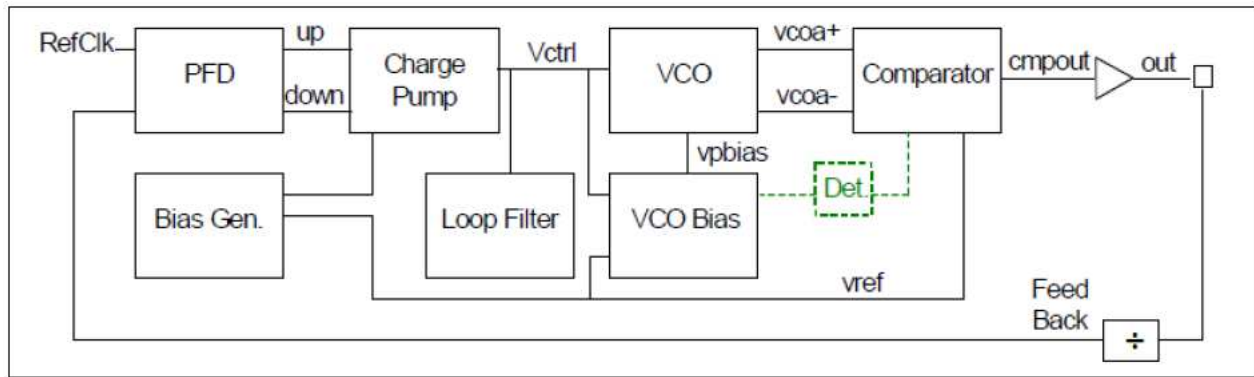 RefClk
PFD
up
down
Charge
Pump
Vctrl
VCO
vcoa+
vcoa-
Comparator
cmpout
out
vpbias
Det.
Bias Gen.
Loop Filter
VCO Bias
vref
Feed
Back
÷